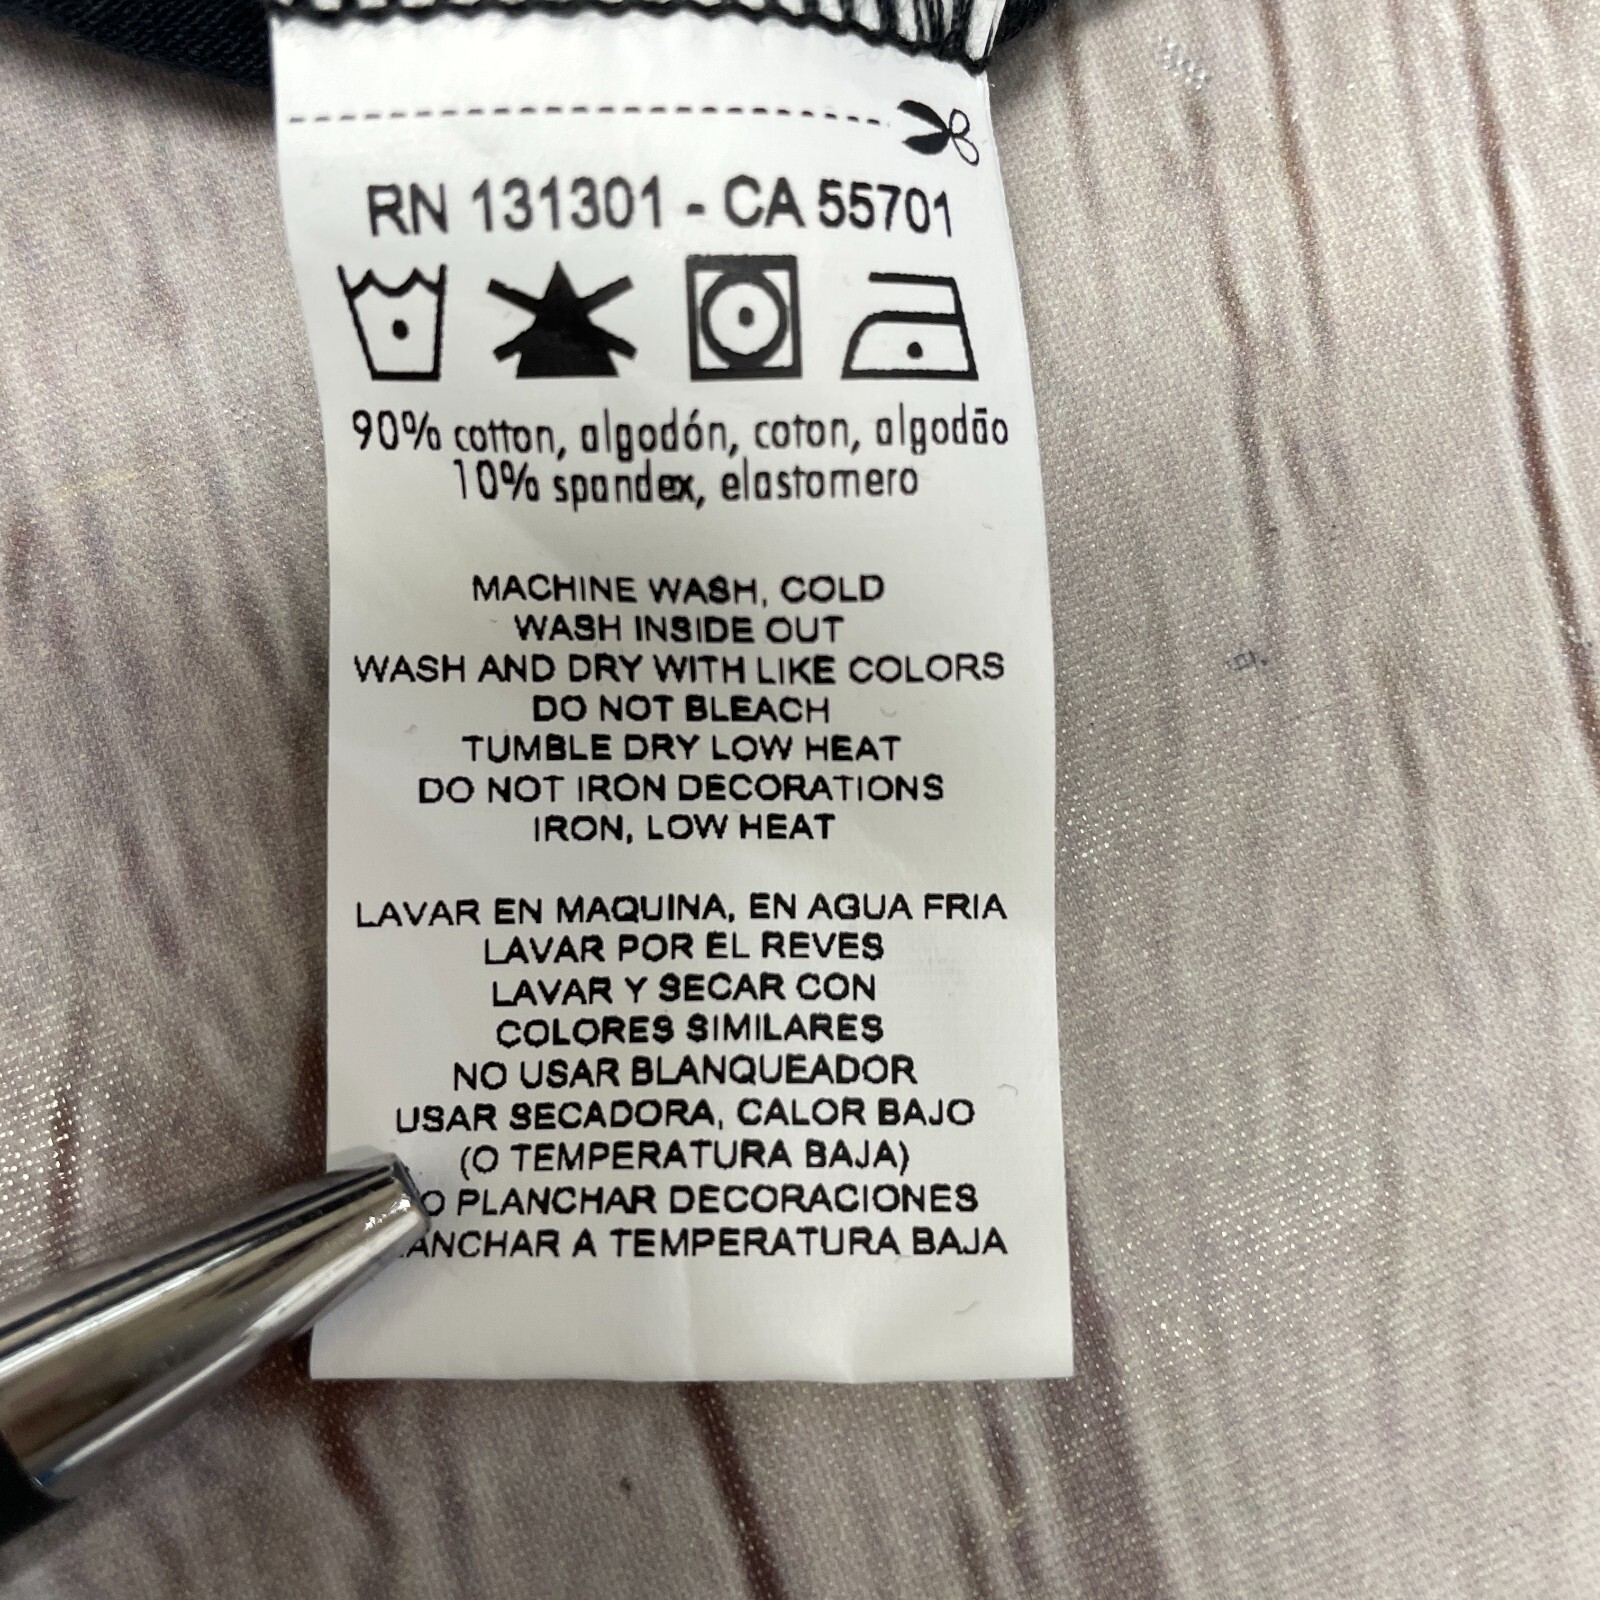 RN 131301 - CA 55701
90% cotton, algodón, coton, algodāo
10% spandex, elastomero
MACHINE WASH, COLD
WASH INSIDE OUT
WASH AND DRY WITH LIKE COLORS
DO NOT BLEACH
TUMBLE DRY LOW HEAT
DO NOT IRON DECORATIONS
IRON, LOW HEAT
LAVAR EN MAQUINA, EN AGUA FRIA
LAVAR POR EL REVES
LAVAR Y SECAR CON
COLORES SIMILARES
NO USAR BLANQUEADOR
USAR SECADORA, CALOR BAJO
(O TEMPERATURA BAJA)
PLANCHAR DECORACIONES
A TEMPERATURA BAJA